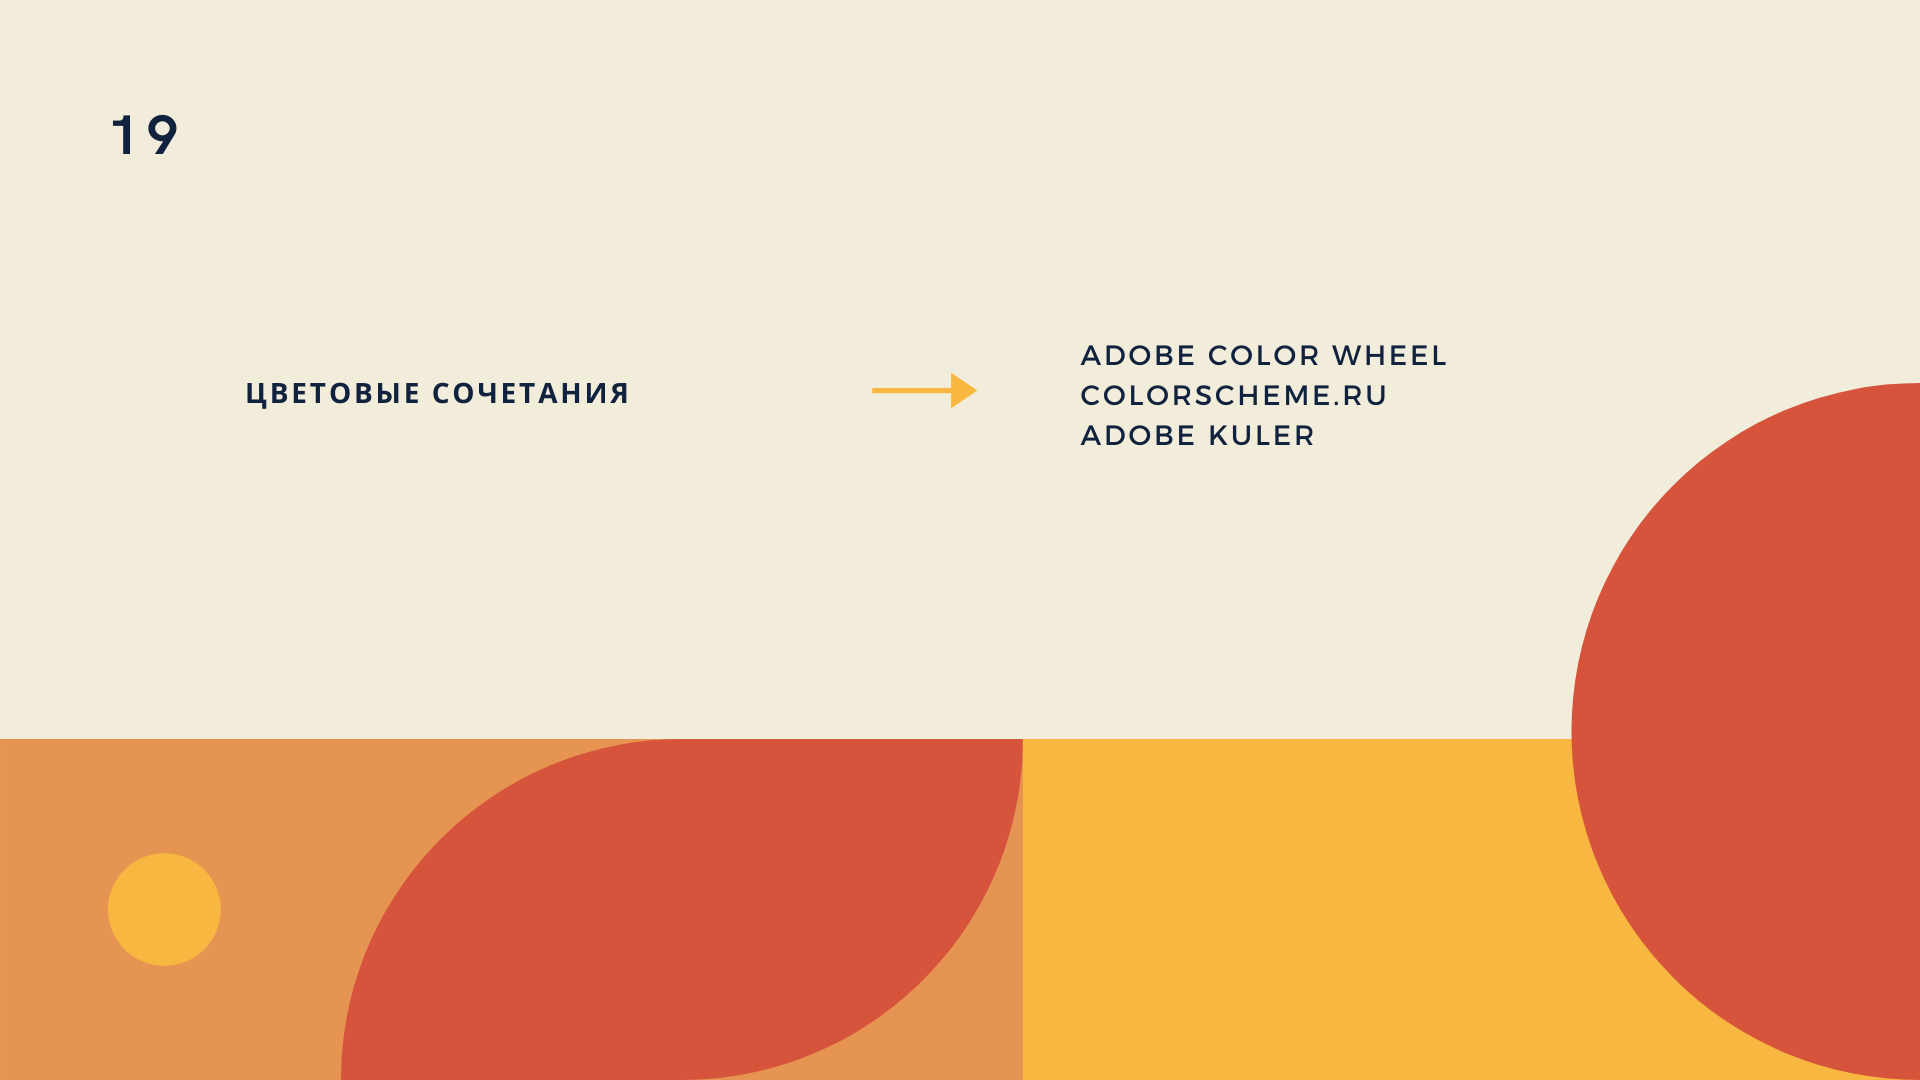 19
ЦВЕТОВЫЕ СОЧЕТАНИЯ
ADOBE COLOR WHEEL
COLORSCHEME.RU
ADOBE KULER